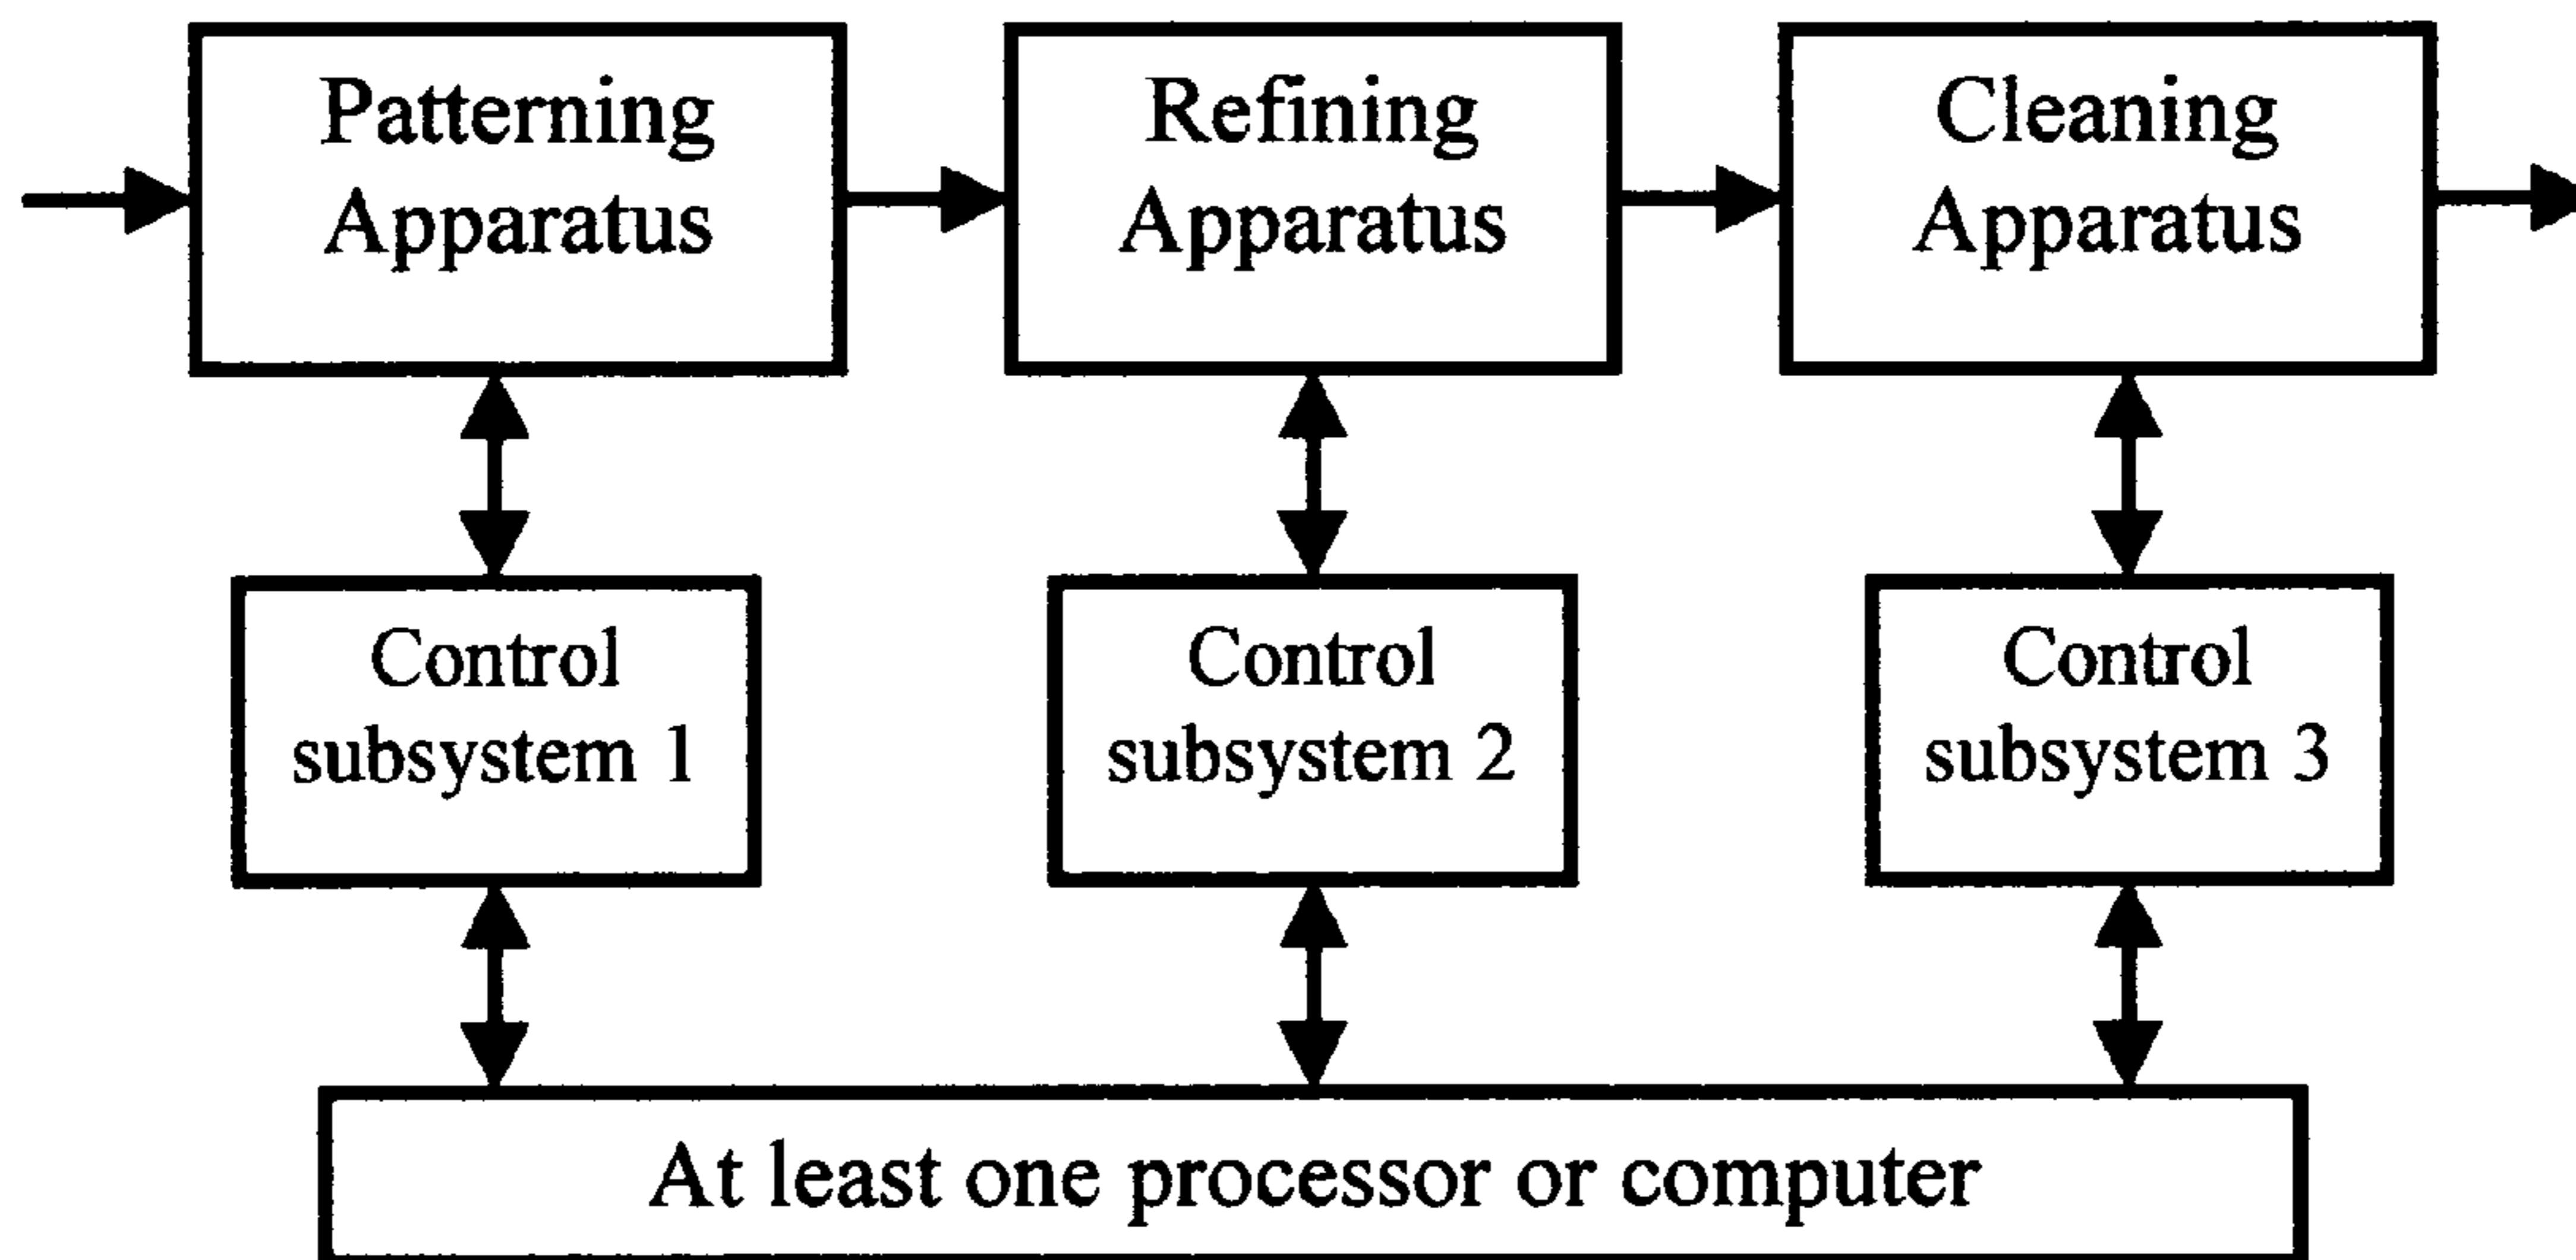 Patterning
Apparatus
Refining
Apparatus
Cleaning
Apparatus
Control
subsystem 1
Control
subsystem 2
Control
subsystem 3
At least one processor or computer